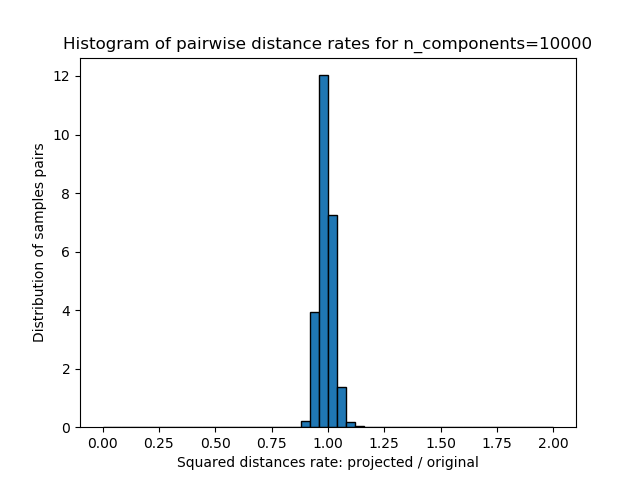 Histogram of pairwise distance rates for n_components=10000
12
10
8
6
4
2
0
Distribution of samples pairs
0.00 0.25 0.50 0.75 1.00 1.25 1.50 1.75 2.00
Squared distances rate: projected / original